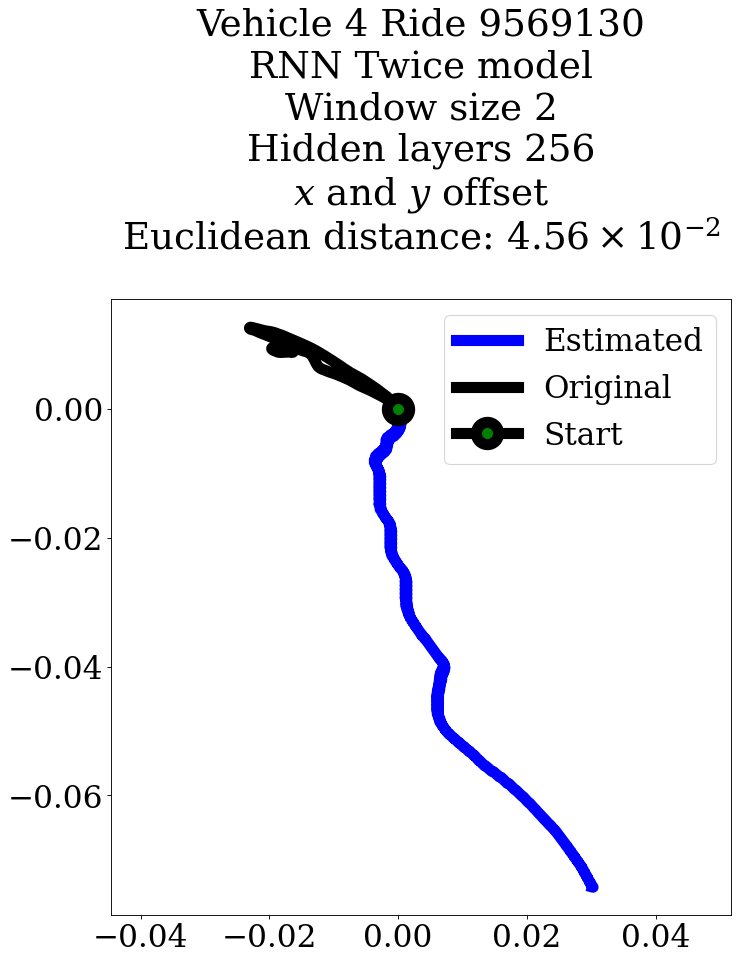 Vehicle 4 Ride 9569130
RNN Twice model
Window size 2
Hidden layers 256
x and y offset
Euclidean distance: 4.56 × 10⁻²
Estimated
Original
Start
0.00
−0.02
−0.04
−0.06
−0.04 −0.02 0.00 0.02 0.04